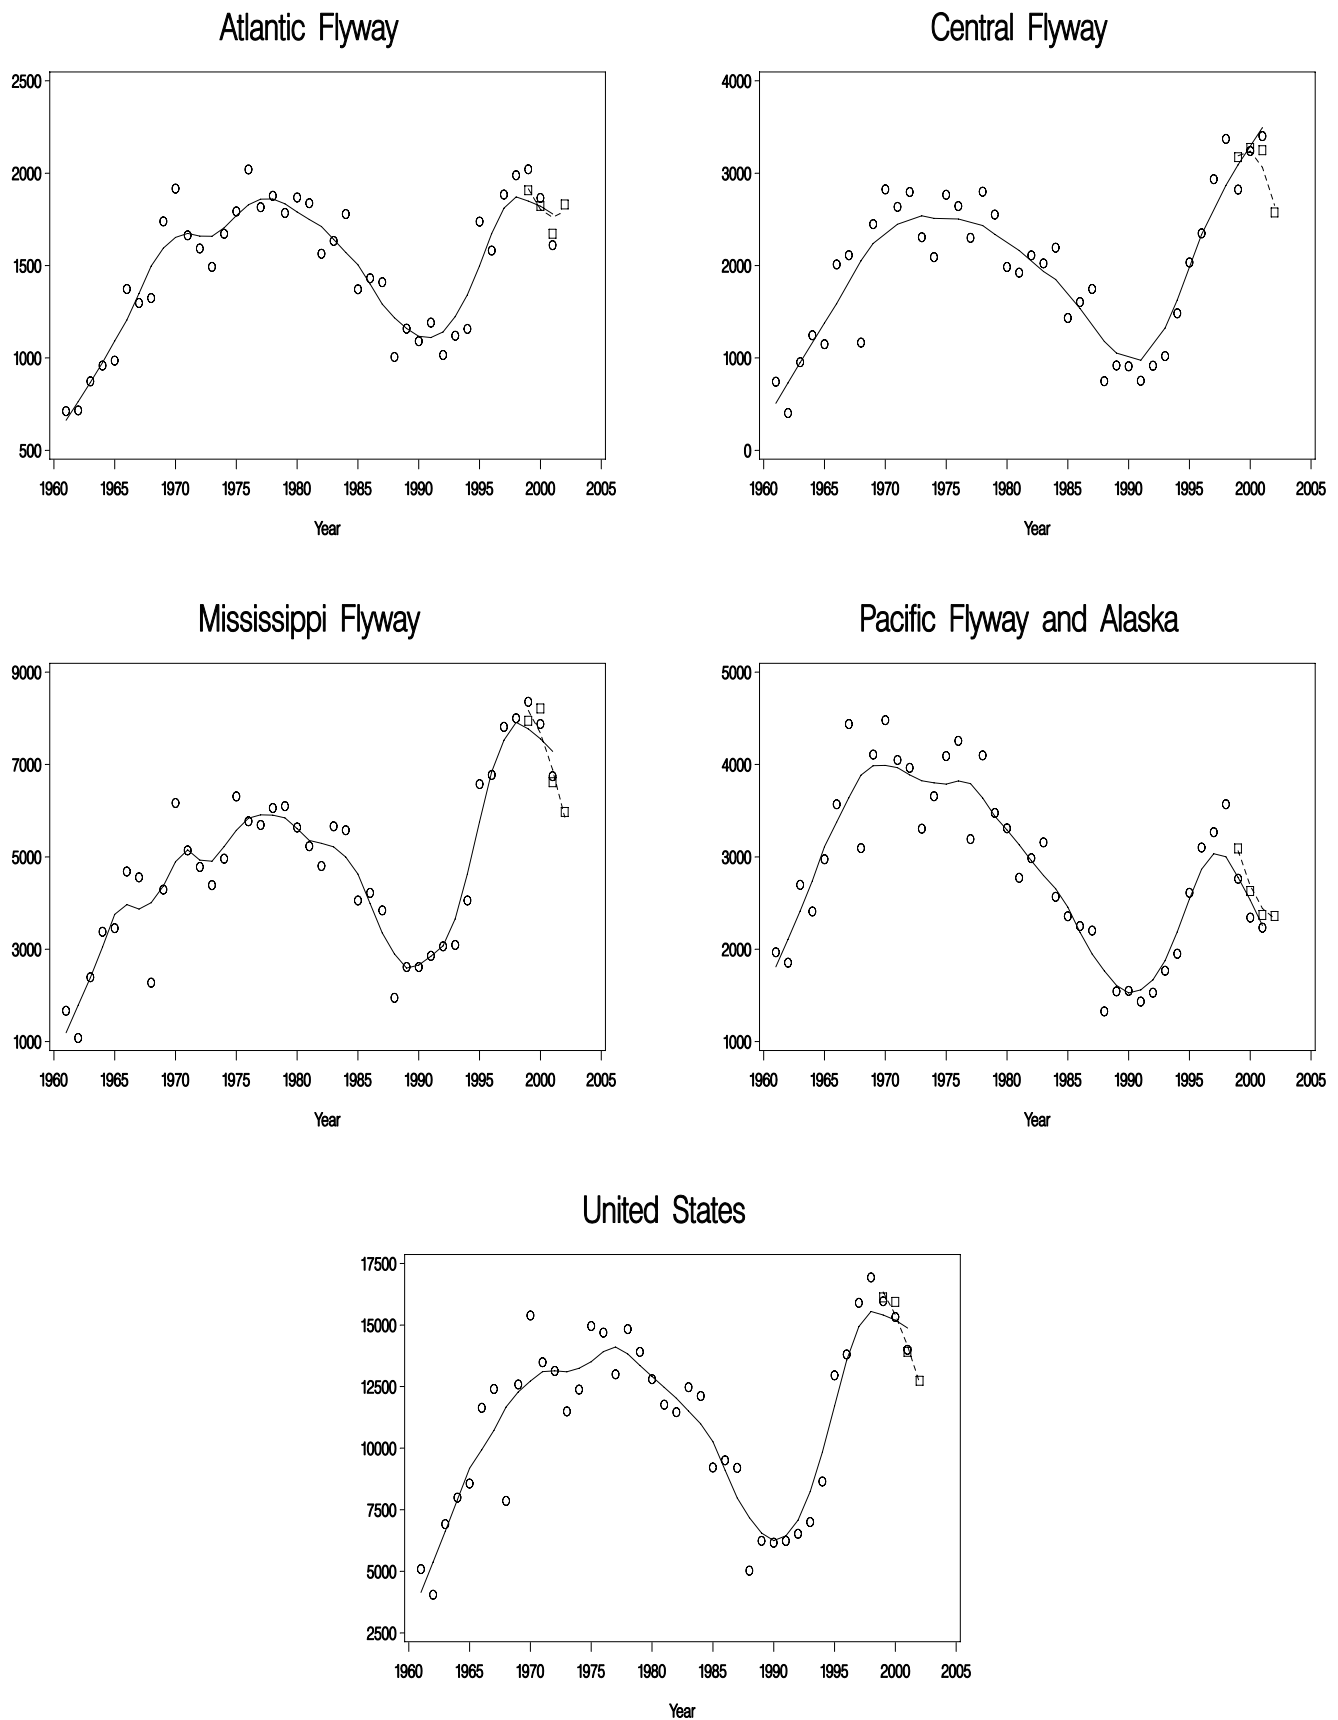 Atlantic Flyway
2500
2000
1500
1000
500
1960 1965 1970 1975 1980 1985 1990 1995 2000 2005
Year
Central Flyway
4000
3000
2000
1000
0
1960 1965 1970 1975 1980 1985 1990 1995 2000 2005
Year
Mississippi Flyway
9000
7000
5000
3000
1000
1960 1965 1970 1975 1980 1985 1990 1995 2000 2005
Year
Pacific Flyway and Alaska
5000
4000
3000
2000
1000
1960 1965 1970 1975 1980 1985 1990 1995 2000 2005
Year
United States
17500
15000
12500
10000
7500
5000
2500
1960 1965 1970 1975 1980 1985 1990 1995 2000 2005
Year